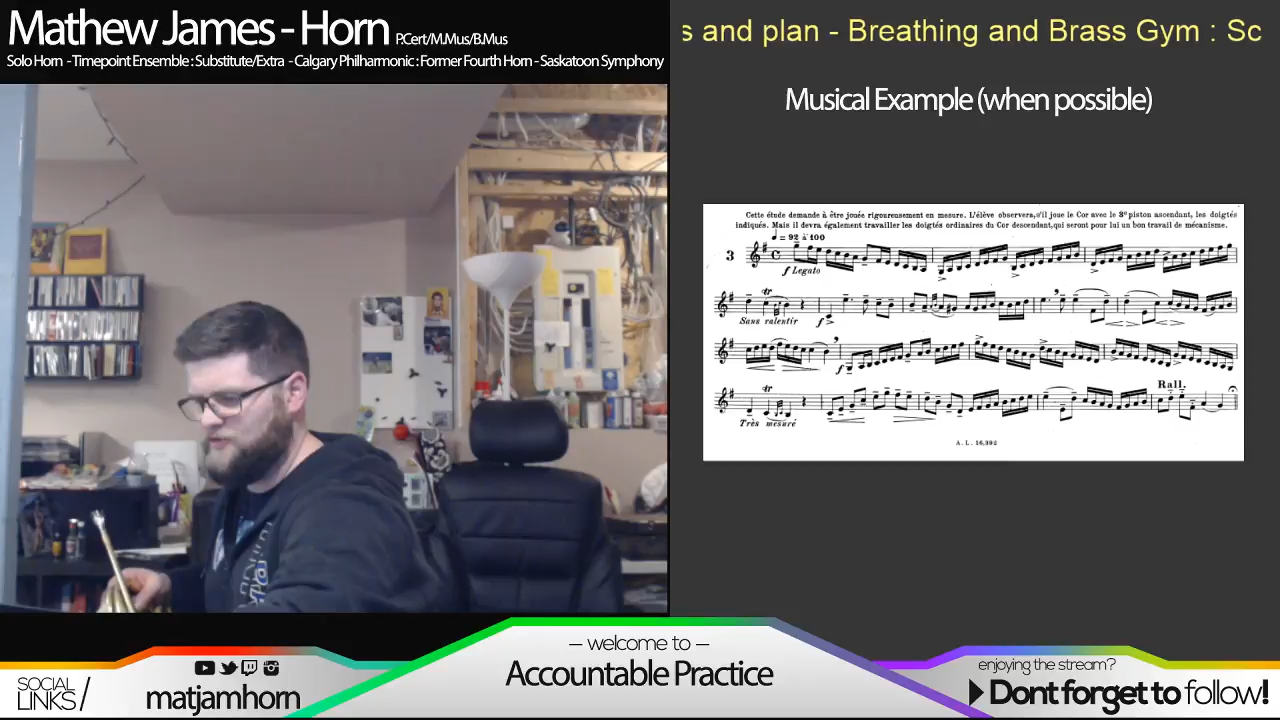 Mathew James - Horn P.Cert/M.Mus/B.Mus
Solo Horn - Timepoint Ensemble : Substitute/Extra - Calgary Philharmonic : Former Fourth Horn - Saskatoon Symphony
s and plan - Breathing and Brass Gym : Sc
Musical Example (when possible)
Cette étude demande à être jouée rigoureusement en mesure. L'élève observera, s'il joue le Cor avec le 3e piston ascendant, les doigtés
indiqués. Mais il devra également travailler les doigtés ordinaires du Cor descendant, qui seront pour lui un bon travail de mécanisme.
♩ = 92 à 100
3
f Legato
tr
Sans ralentir f
f
tr
Rall.
Très mesuré
A. L. 16,392
— welcome to —
Accountable Practice
SOCIAL
LINKS /
matjamhorn
enjoying the stream?
Dont forget to follow!